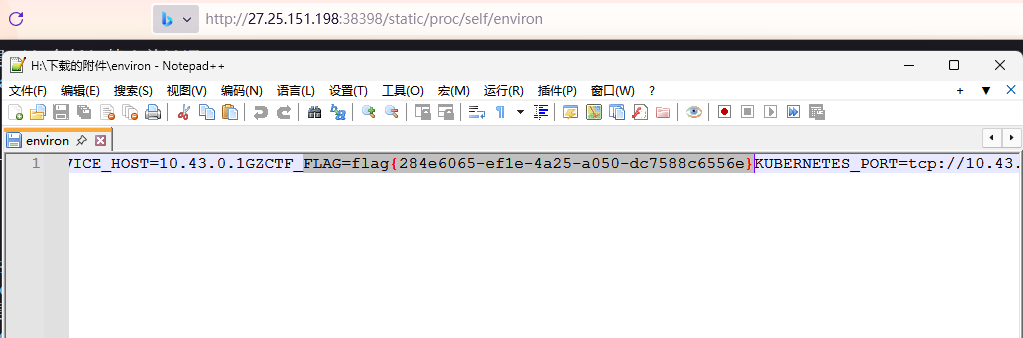 http://27.25.151.198:38398/static/proc/self/environ
H:\下载的附件\environ - Notepad++
文件(F) 编辑(E) 搜索(S) 视图(V) 编码(N) 语言(L) 设置(T) 工具(O) 宏(M) 运行(R) 插件(P) 窗口(W) ?
+ ▼ X
environ
1 VICE_HOST=10.43.0.1GZCTF_FLAG=flag{284e6065-ef1e-4a25-a050-dc7588c6556e}KUBERNETES_PORT=tcp://10.43.